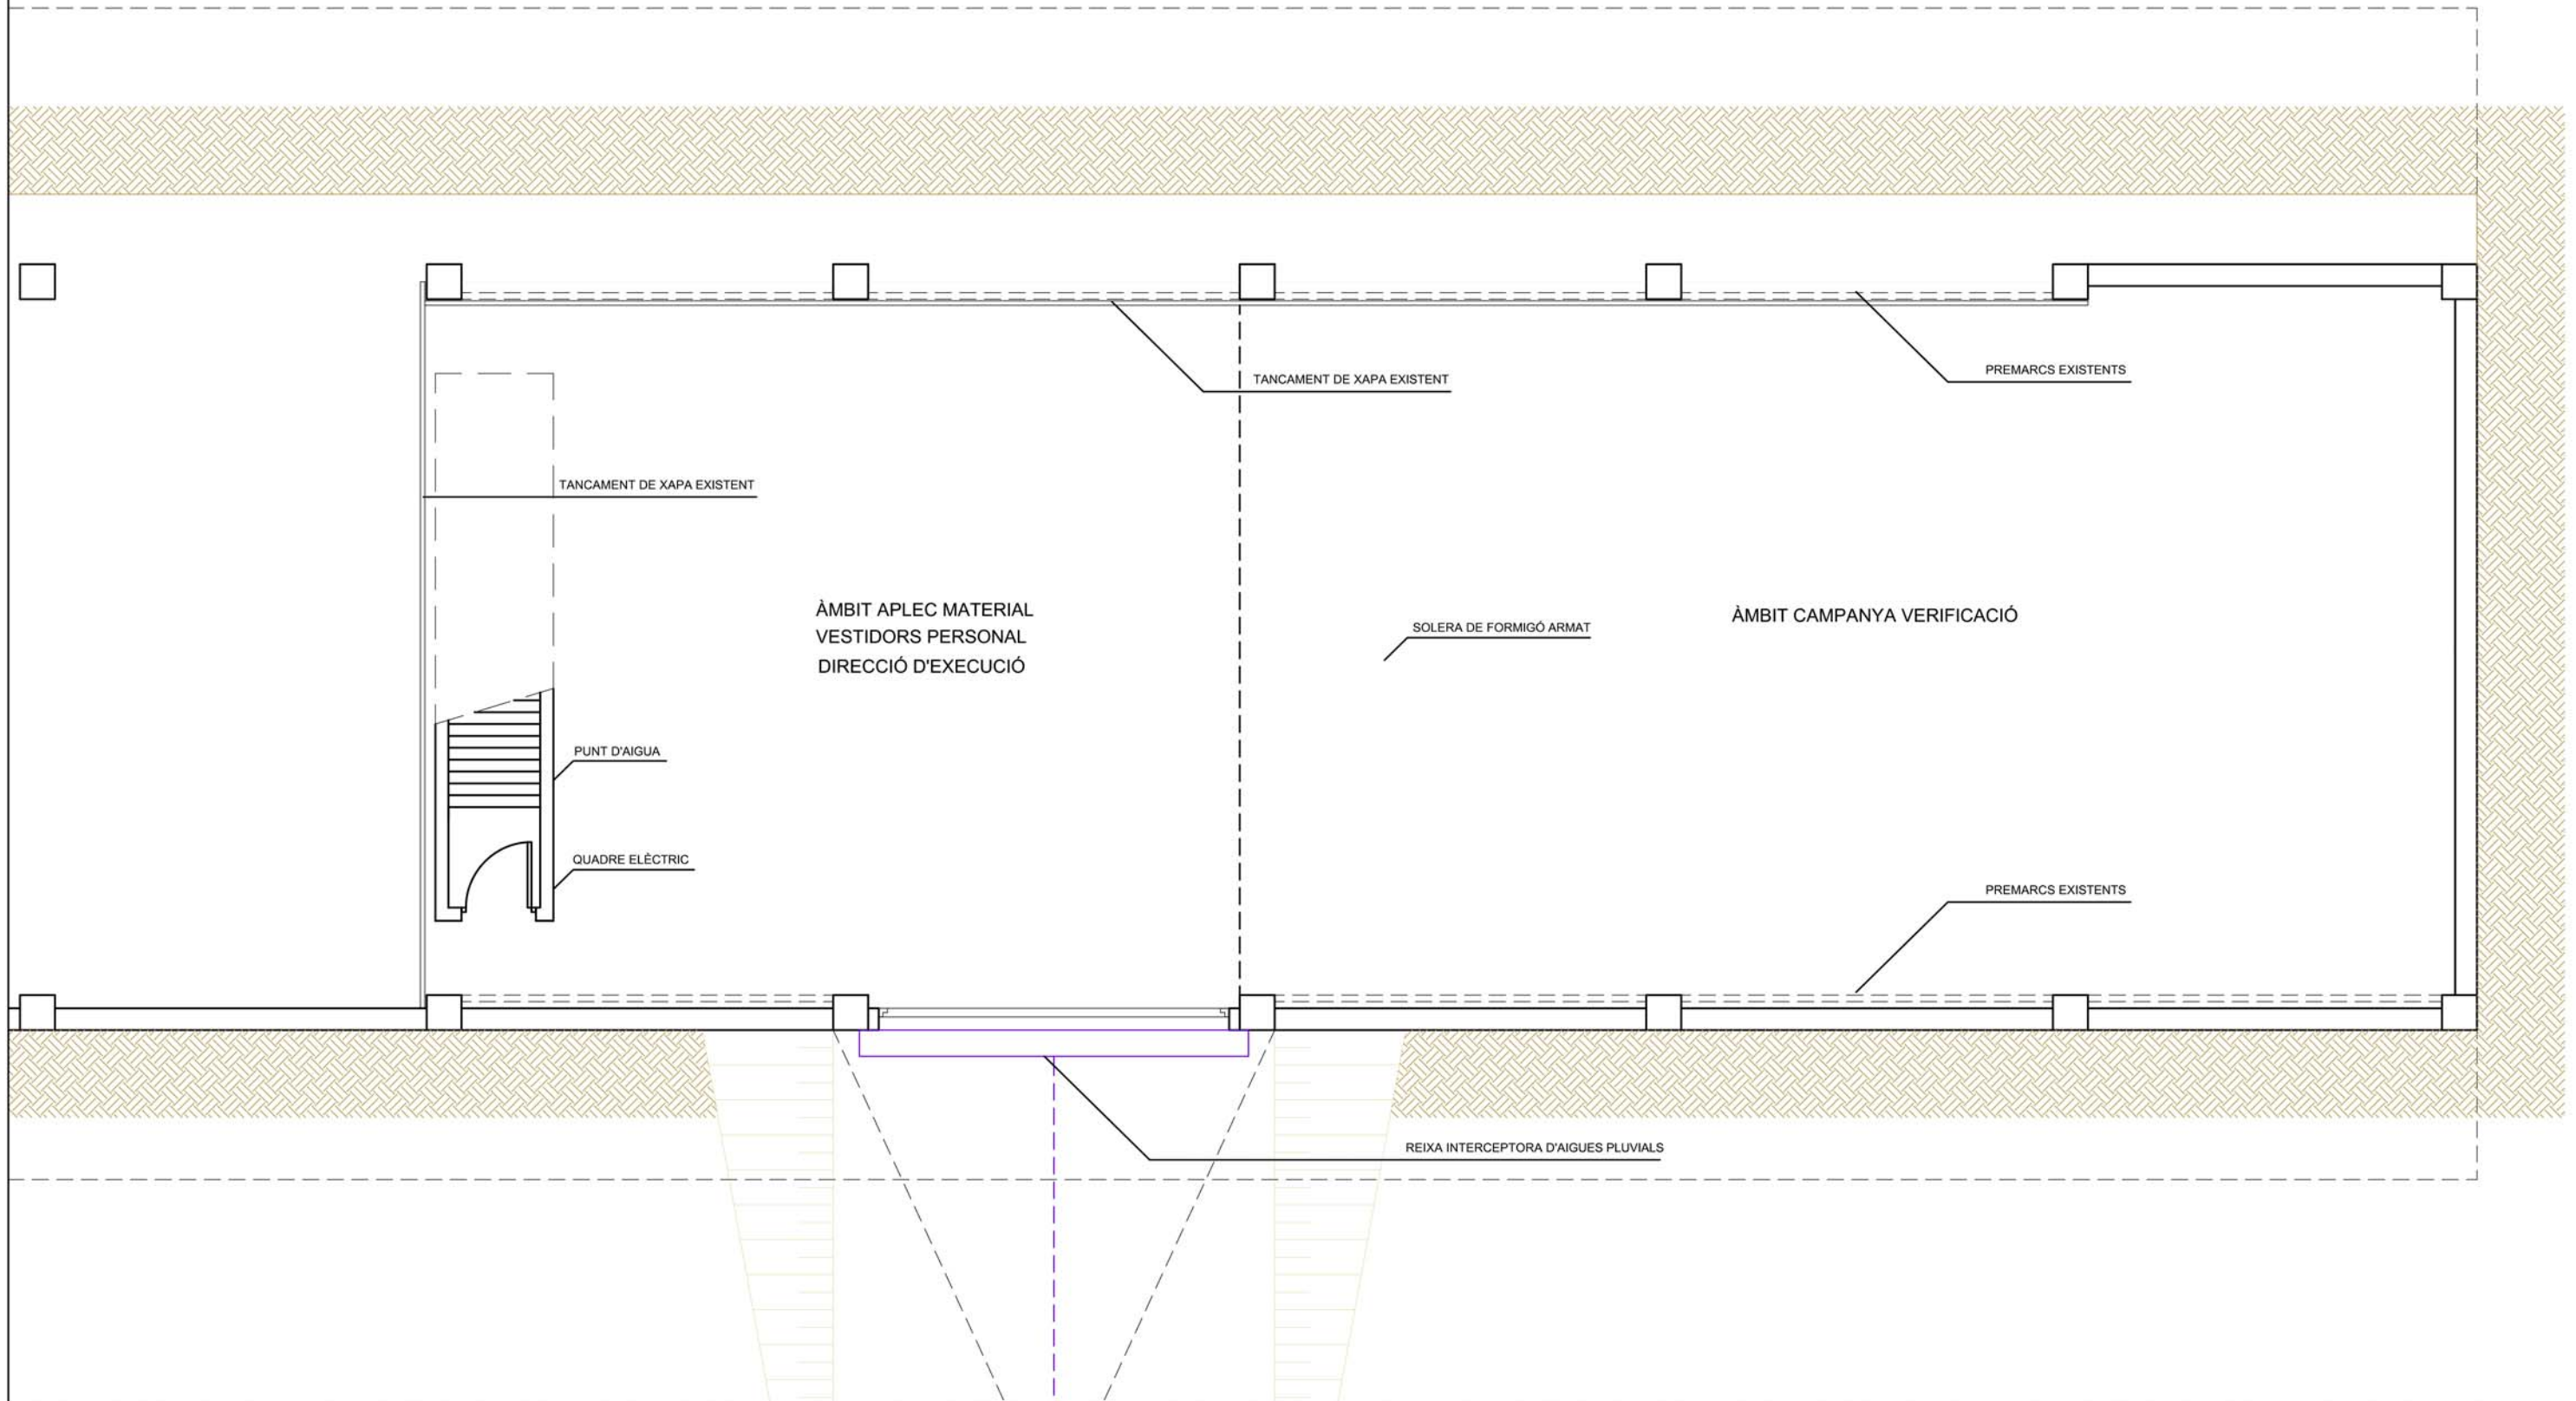 PREMARCS EXISTENTS
TANCAMENT DE XAPA EXISTENT
TANCAMENT DE XAPA EXISTENT
ÀMBIT APLEC MATERIAL
VESTIDORS PERSONAL
DIRECCIÓ D'EXECUCIÓ
ÀMBIT CAMPANYA VERIFICACIÓ
SOLERA DE FORMIGÓ ARMAT
PUNT D'AIGUA
QUADRE ELÈCTRIC
PREMARCS EXISTENTS
REIXA INTERCEPTORA D'AIGUES PLUVIALS